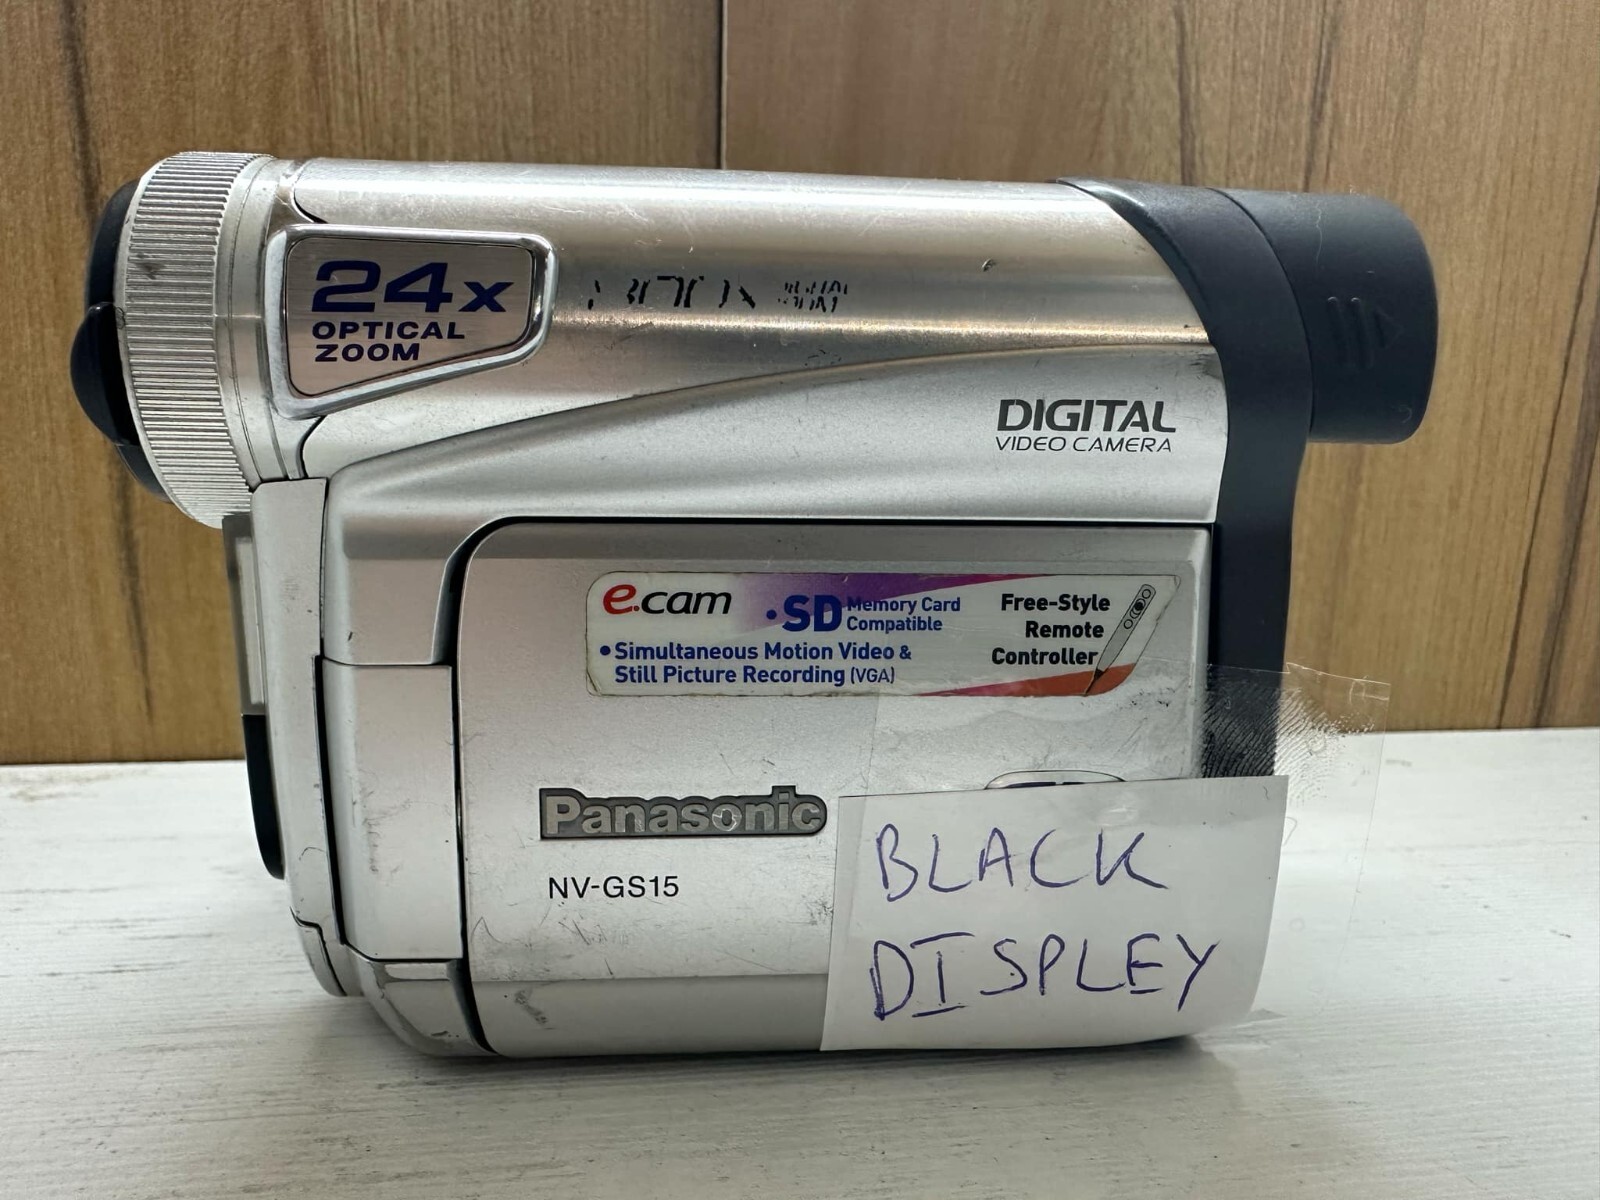 24x
OPTICAL
ZOOM
DIGITAL
VIDEO CAMERA
e.cam
•SD Memory Card
Compatible
• Simultaneous Motion Video &
Still Picture Recording (VGA)
Free-Style
Remote
Controller
Panasonic
NV-GS15
BLACK
DISPLEY